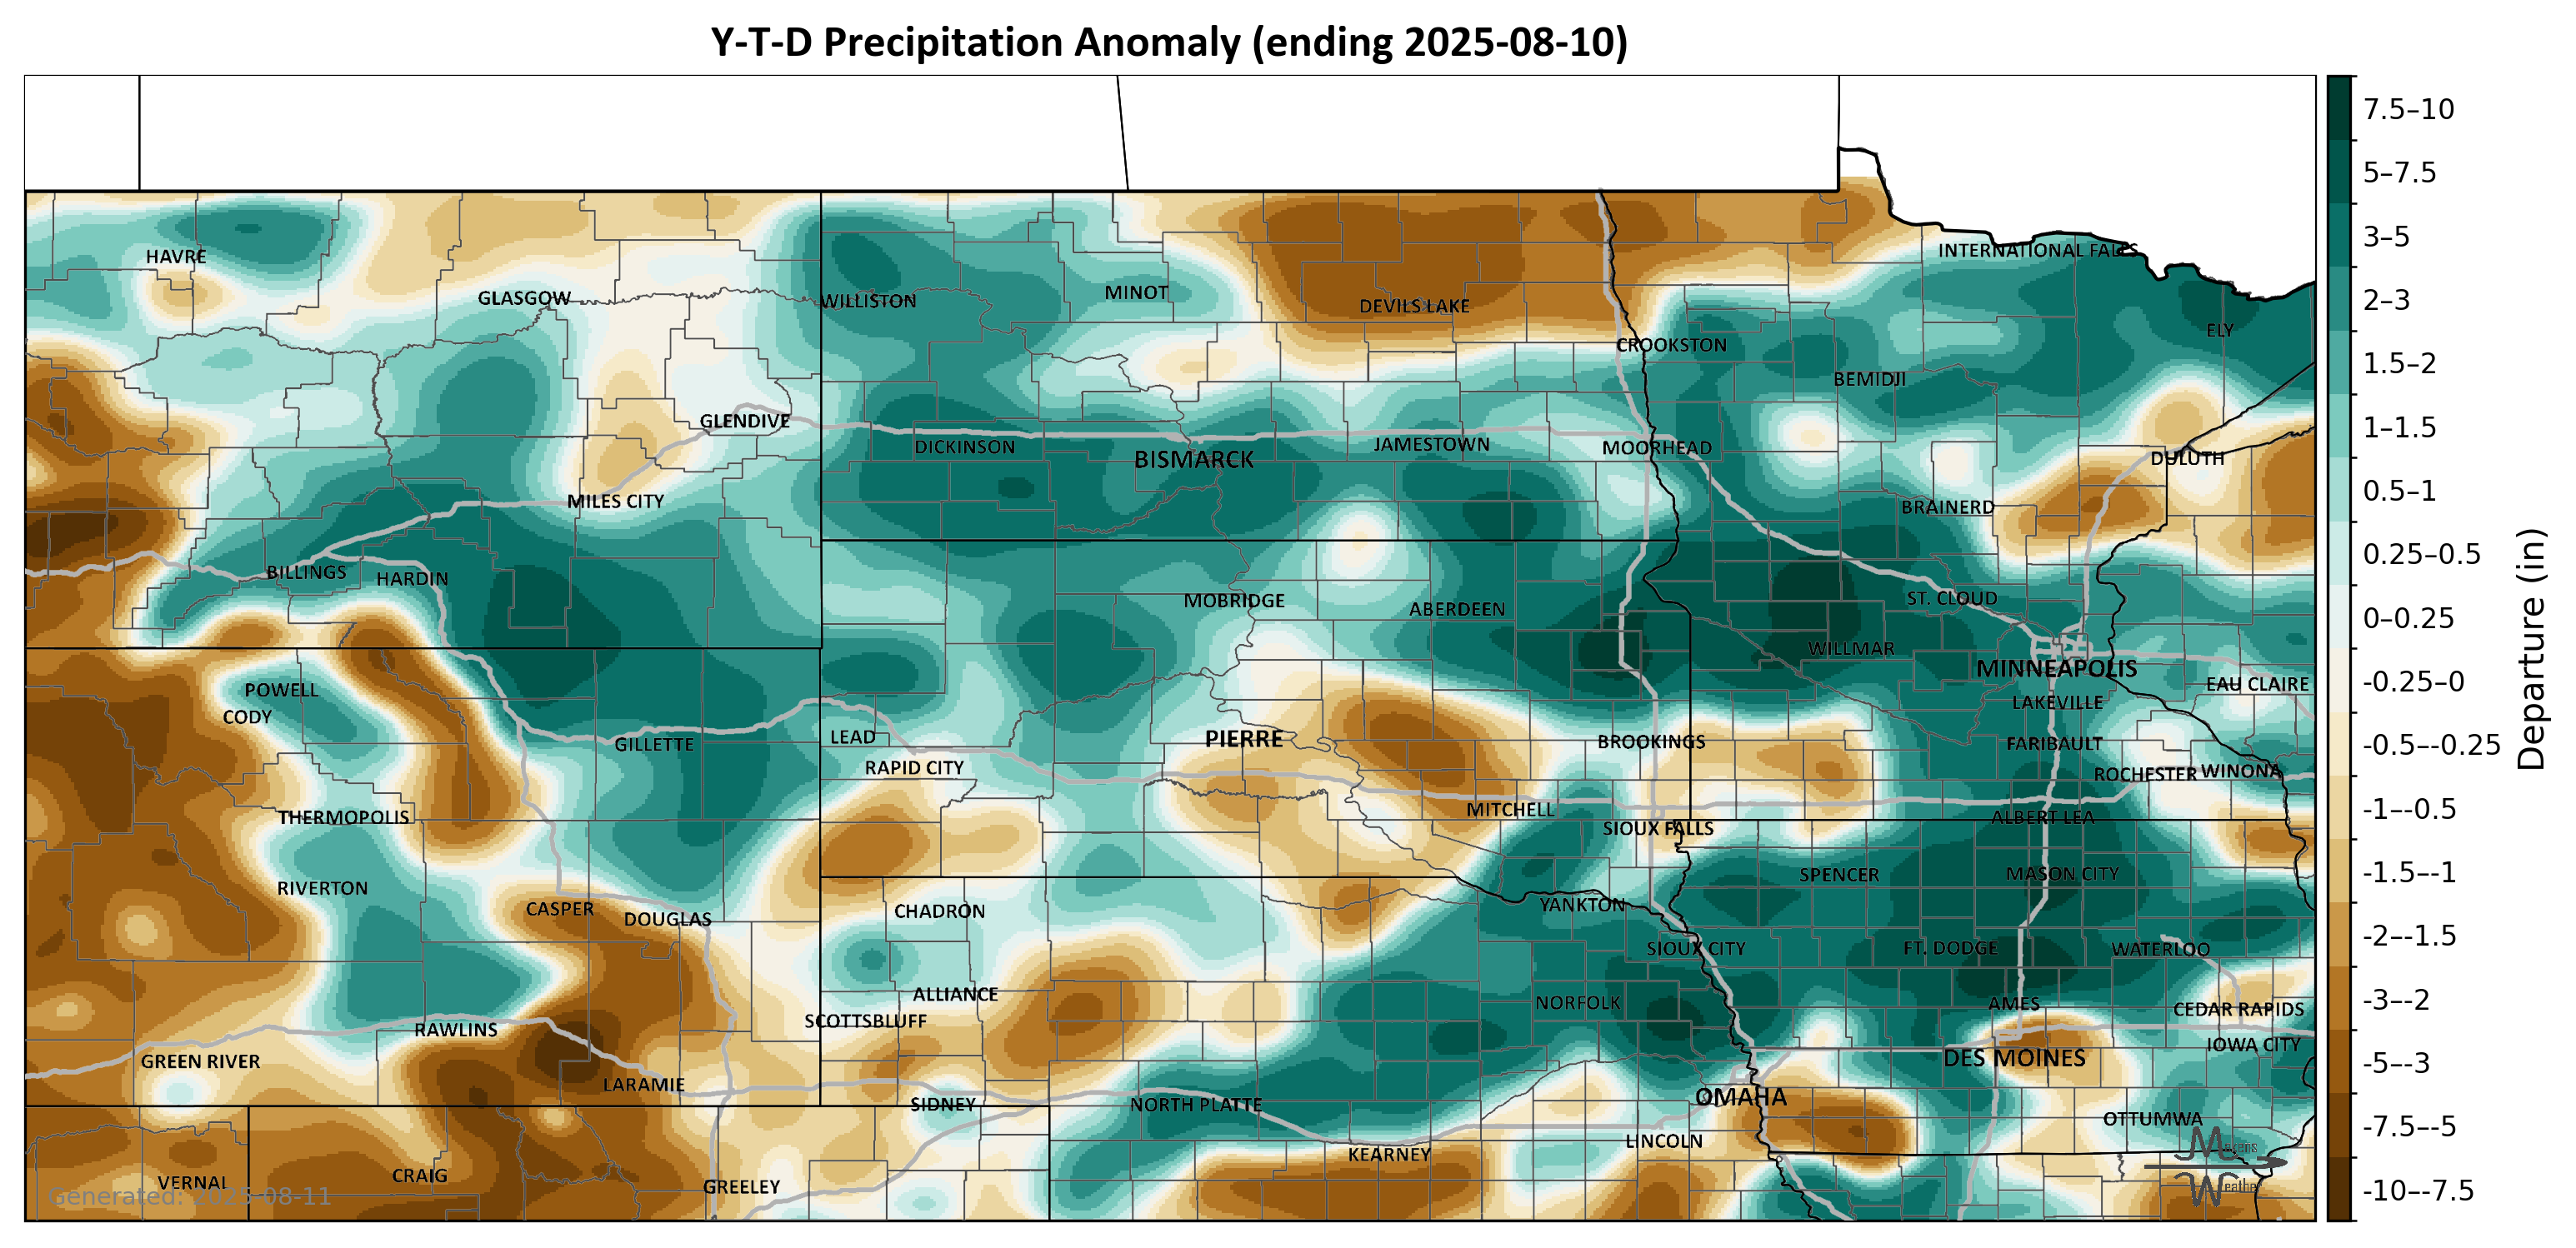 Y-T-D Precipitation Anomaly (ending 2025-08-10)
HAVRE
GLASGOW
WILLISTON
MINOT
DEVILS LAKE
INTERNATIONAL FALLS
ELY
CROOKSTON
BEMIDJI
GLENDIVE
DICKINSON
BISMARCK
JAMESTOWN
MOORHEAD
DULUTH
MILES CITY
BRAINERD
BILLINGS
HARDIN
MOBRIDGE
ABERDEEN
ST. CLOUD
WILLMAR
MINNEAPOLIS
POWELL
CODY
EAU CLAIRE
LAKEVILLE
GILLETTE
LEAD
PIERRE
BROOKINGS
FARIBAULT
RAPID CITY
ROCHESTER
WINONA
THERMOPOLIS
MITCHELL
SIOUX FALLS
ALBERT LEA
RIVERTON
SPENCER
MASON CITY
CASPER
DOUGLAS
CHADRON
YANKTON
SIOUX CITY
FT. DODGE
WATERLOO
ALLIANCE
NORFOLK
AMES
CEDAR RAPIDS
SCOTTSBLUFF
RAWLINS
IOWA CITY
GREEN RIVER
DES MOINES
LARAMIE
SIDNEY
NORTH PLATTE
OMAHA
OTTUMWA
LINCOLN
KEARNEY
VERNAL
CRAIG
GREELEY
Generated: 2025-08-11
Mavens
Weather
7.5–10
5–7.5
3–5
2–3
1.5–2
1–1.5
0.5–1
0.25–0.5
0–0.25
-0.25–0
-0.5–-0.25
-1–-0.5
-1.5–-1
-2–-1.5
-3–-2
-5–-3
-7.5–-5
-10–-7.5
Departure (in)